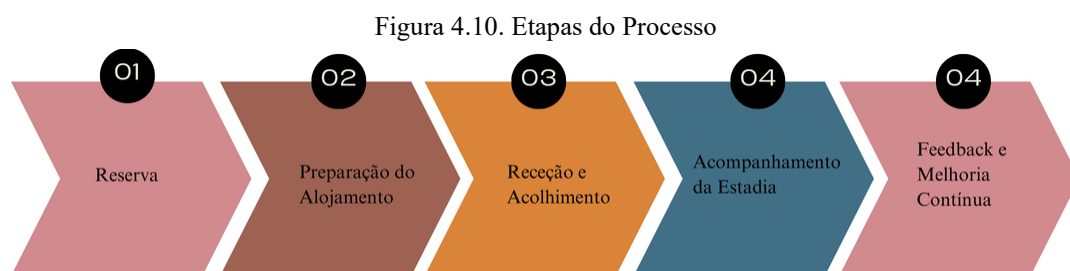 Figura 4.10. Etapas do Processo
01
Reserva
02
Preparação do
Alojamento
03
Receção e
Acolhimento
04
Acompanhamento
da Estadia
04
Feedback e
Melhoria
Contínua